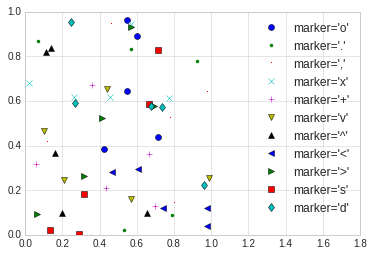 1.0
0.8
0.6
0.4
0.2
0.0
marker='o'
marker='.'
marker=','
marker='x'
marker='+'
marker='v'
marker='^'
marker='<'
marker='>'
marker='s'
marker='d'
0.0 0.2 0.4 0.6 0.8 1.0 1.2 1.4 1.6 1.8